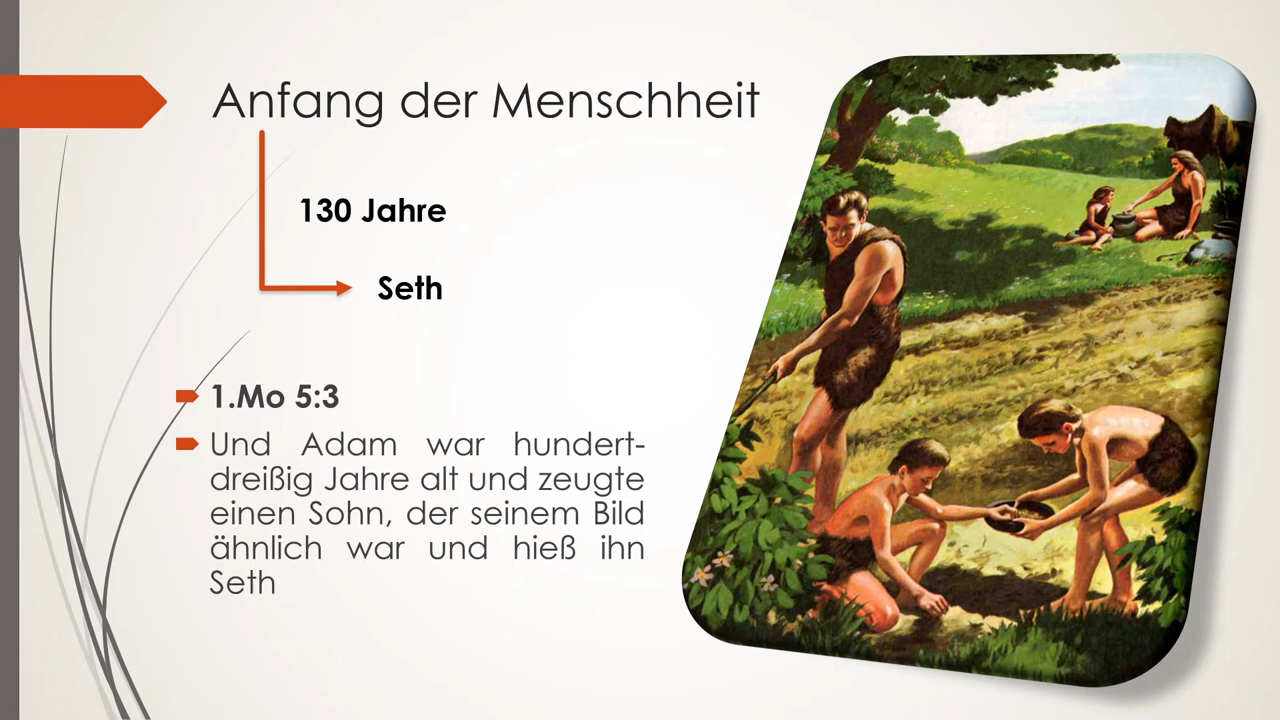 Anfang der Menschheit
130 Jahre
Seth
1.Mo 5:3
Und Adam war hundert-
dreißig Jahre alt und zeugte
einen Sohn, der seinem Bild
ähnlich war und hieß ihn
Seth